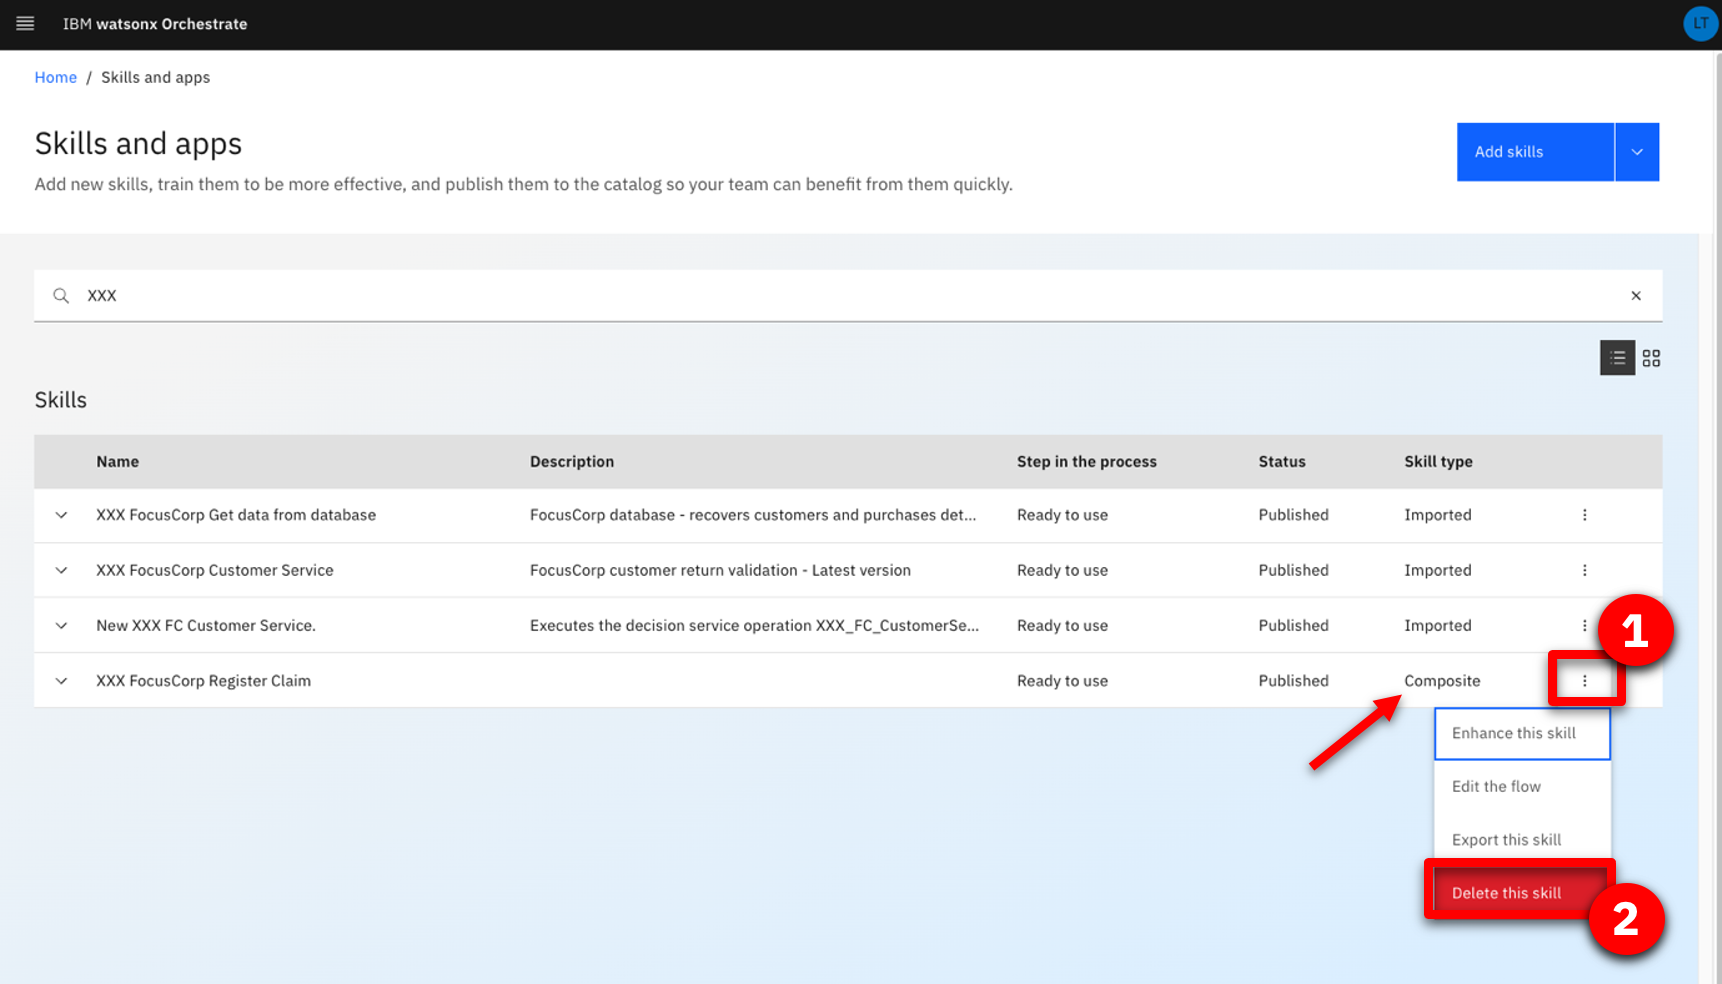 IBM watsonx Orchestrate
LT
Home / Skills and apps
Skills and apps
Add skills
Add new skills, train them to be more effective, and publish them to the catalog so your team can benefit from them quickly.
XXX
Skills
Name Description Step in the process Status Skill type
XXX FocusCorp Get data from database FocusCorp database - recovers customers and purchases det... Ready to use Published Imported
XXX FocusCorp Customer Service FocusCorp customer return validation - Latest version Ready to use Published Imported
New XXX FC Customer Service. Executes the decision service operation XXX_FC_CustomerSe... Ready to use Published Imported
1
XXX FocusCorp Register Claim Ready to use Published Composite
Enhance this skill
Edit the flow
Export this skill
Delete this skill
2